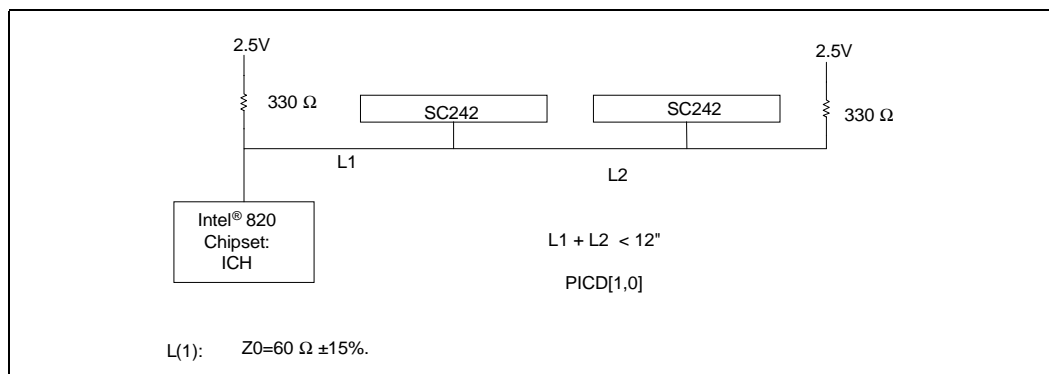 2.5V
2.5V
330 Ω
SC242
SC242
330 Ω
L1
L2
Intel® 820
Chipset:
ICH
L1 + L2 < 12"
PICD[1,0]
L(1): Z0=60 Ω ±15%.